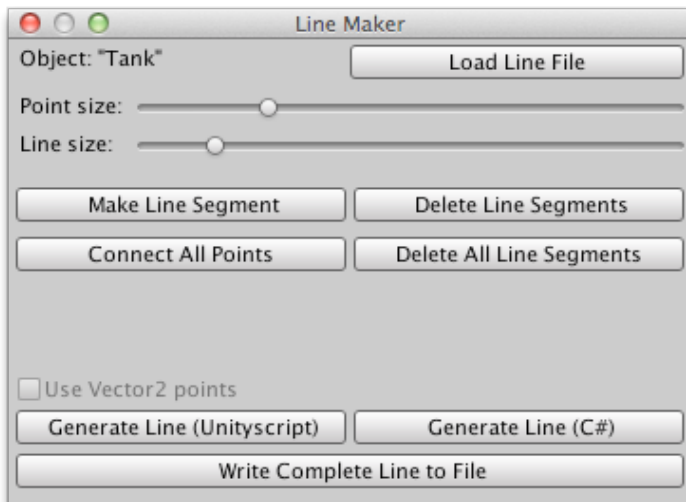 Line Maker
Object: "Tank"
Load Line File
Point size:
Line size:
Make Line Segment
Delete Line Segments
Connect All Points
Delete All Line Segments
Use Vector2 points
Generate Line (Unityscript)
Generate Line (C#)
Write Complete Line to File